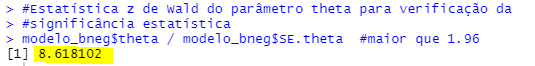 > #Estatística z de Wald do parâmetro theta para verificação da
> #significância estatística
> modelo_bneg$theta / modelo_bneg$SE.theta  #maior que 1.96
[1] 8.618102